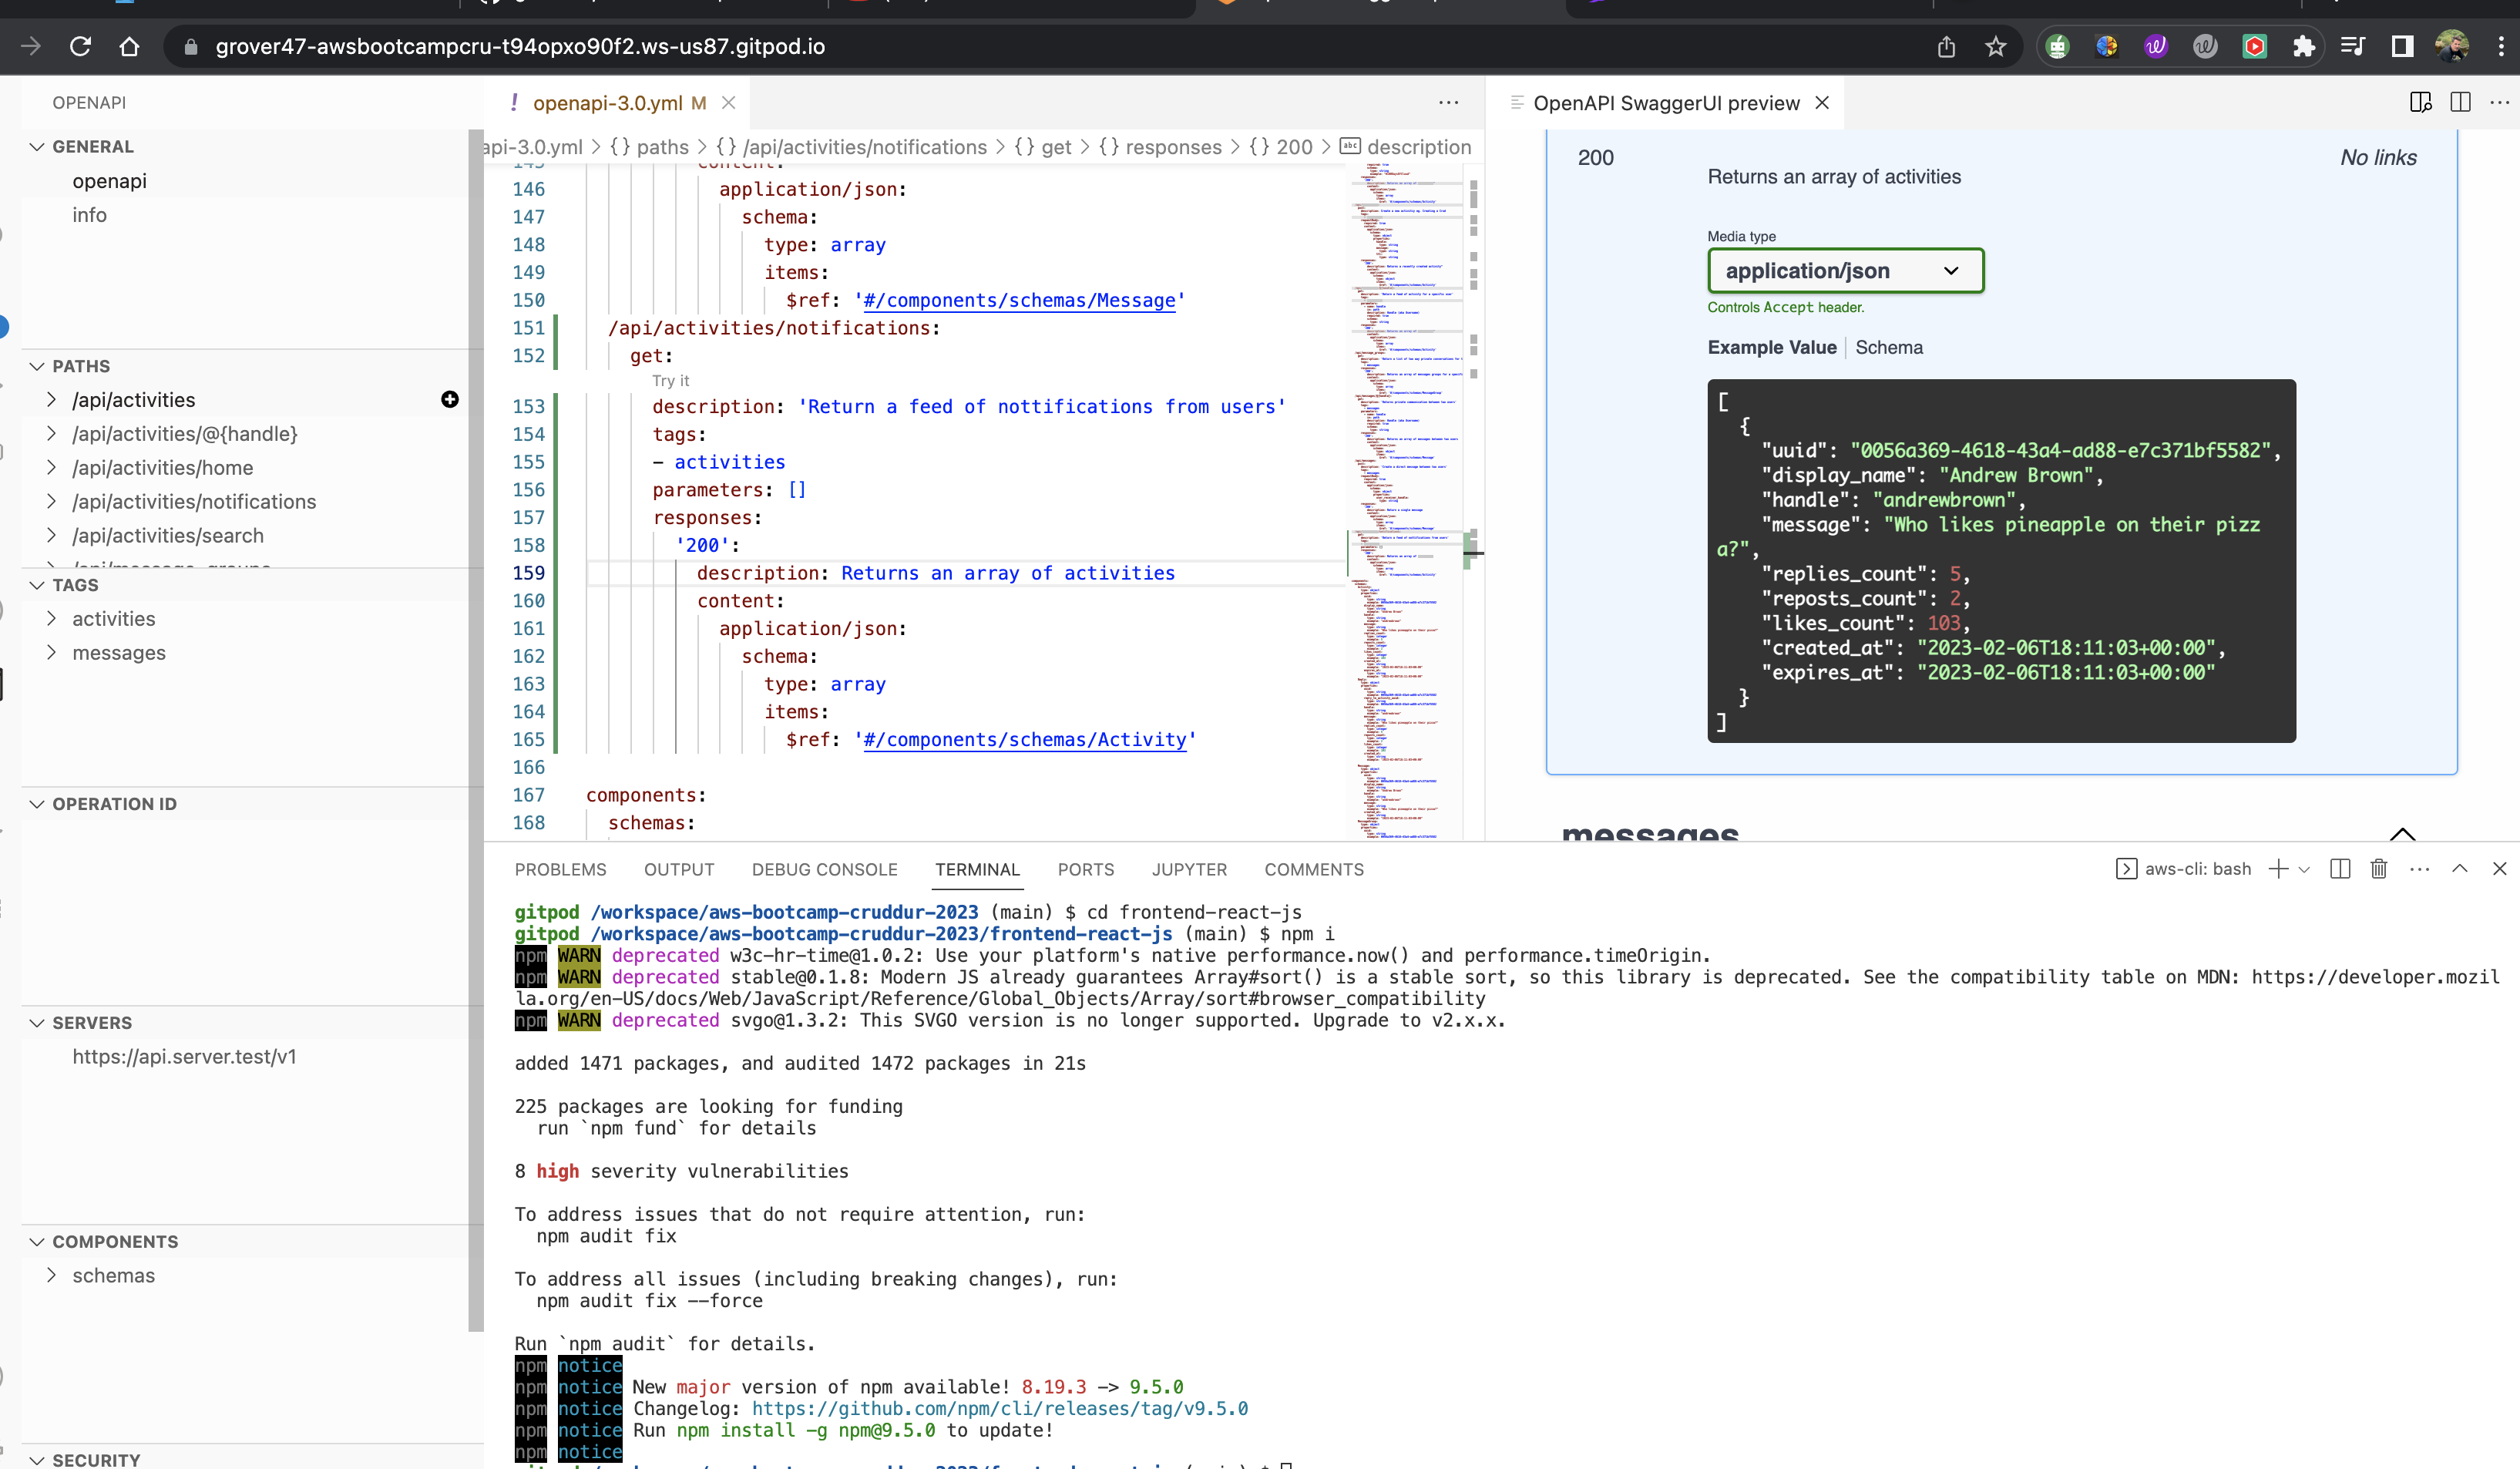 grover47-awsbootcampcru-t94opxo90f2.ws-us87.gitpod.io
OPENAPI
GENERAL
openapi
info
PATHS
/api/activities
/api/activities/@{handle}
/api/activities/home
/api/activities/notifications
/api/activities/search
/api/message_groups
TAGS
activities
messages
OPERATION ID
SERVERS
https://api.server.test/v1
COMPONENTS
schemas
SECURITY
! openapi-3.0.yml M
api-3.0.yml > {} paths > {} /api/activities/notifications > {} get > {} responses > {} 200 > abc description
145 content:
146 application/json:
147 schema:
148 type: array
149 items:
150 $ref: '#/components/schemas/Message'
151 /api/activities/notifications:
152 get:
Try it
153 description: 'Return a feed of nottifications from users'
154 tags:
155 - activities
156 parameters: []
157 responses:
158 '200':
159 description: Returns an array of activities
160 content:
161 application/json:
162 schema:
163 type: array
164 items:
165 $ref: '#/components/schemas/Activity'
166
167 components:
168 schemas:
OpenAPI SwaggerUI preview
200
No links
Returns an array of activities
Media type
application/json
Controls Accept header.
Example Value | Schema
[
{
"uuid": "0056a369-4618-43a4-ad88-e7c371bf5582",
"display_name": "Andrew Brown",
"handle": "andrewbrown",
"message": "Who likes pineapple on their pizz
a?",
"replies_count": 5,
"reposts_count": 2,
"likes_count": 103,
"created_at": "2023-02-06T18:11:03+00:00",
"expires_at": "2023-02-06T18:11:03+00:00"
}
]
messages
PROBLEMS OUTPUT DEBUG CONSOLE TERMINAL PORTS JUPYTER COMMENTS
aws-cli: bash
gitpod /workspace/aws-bootcamp-cruddur-2023 (main) $ cd frontend-react-js
gitpod /workspace/aws-bootcamp-cruddur-2023/frontend-react-js (main) $ npm i
npm WARN deprecated w3c-hr-time@1.0.2: Use your platform's native performance.now() and performance.timeOrigin.
npm WARN deprecated stable@0.1.8: Modern JS already guarantees Array#sort() is a stable sort, so this library is deprecated. See the compatibility table on MDN: https://developer.mozil
la.org/en-US/docs/Web/JavaScript/Reference/Global_Objects/Array/sort#browser_compatibility
npm WARN deprecated svgo@1.3.2: This SVGO version is no longer supported. Upgrade to v2.x.x.
added 1471 packages, and audited 1472 packages in 21s
225 packages are looking for funding
run `npm fund` for details
8 high severity vulnerabilities
To address issues that do not require attention, run:
npm audit fix
To address all issues (including breaking changes), run:
npm audit fix --force
Run `npm audit` for details.
npm notice
npm notice New major version of npm available! 8.19.3 -> 9.5.0
npm notice Changelog: https://github.com/npm/cli/releases/tag/v9.5.0
npm notice Run npm install -g npm@9.5.0 to update!
npm notice